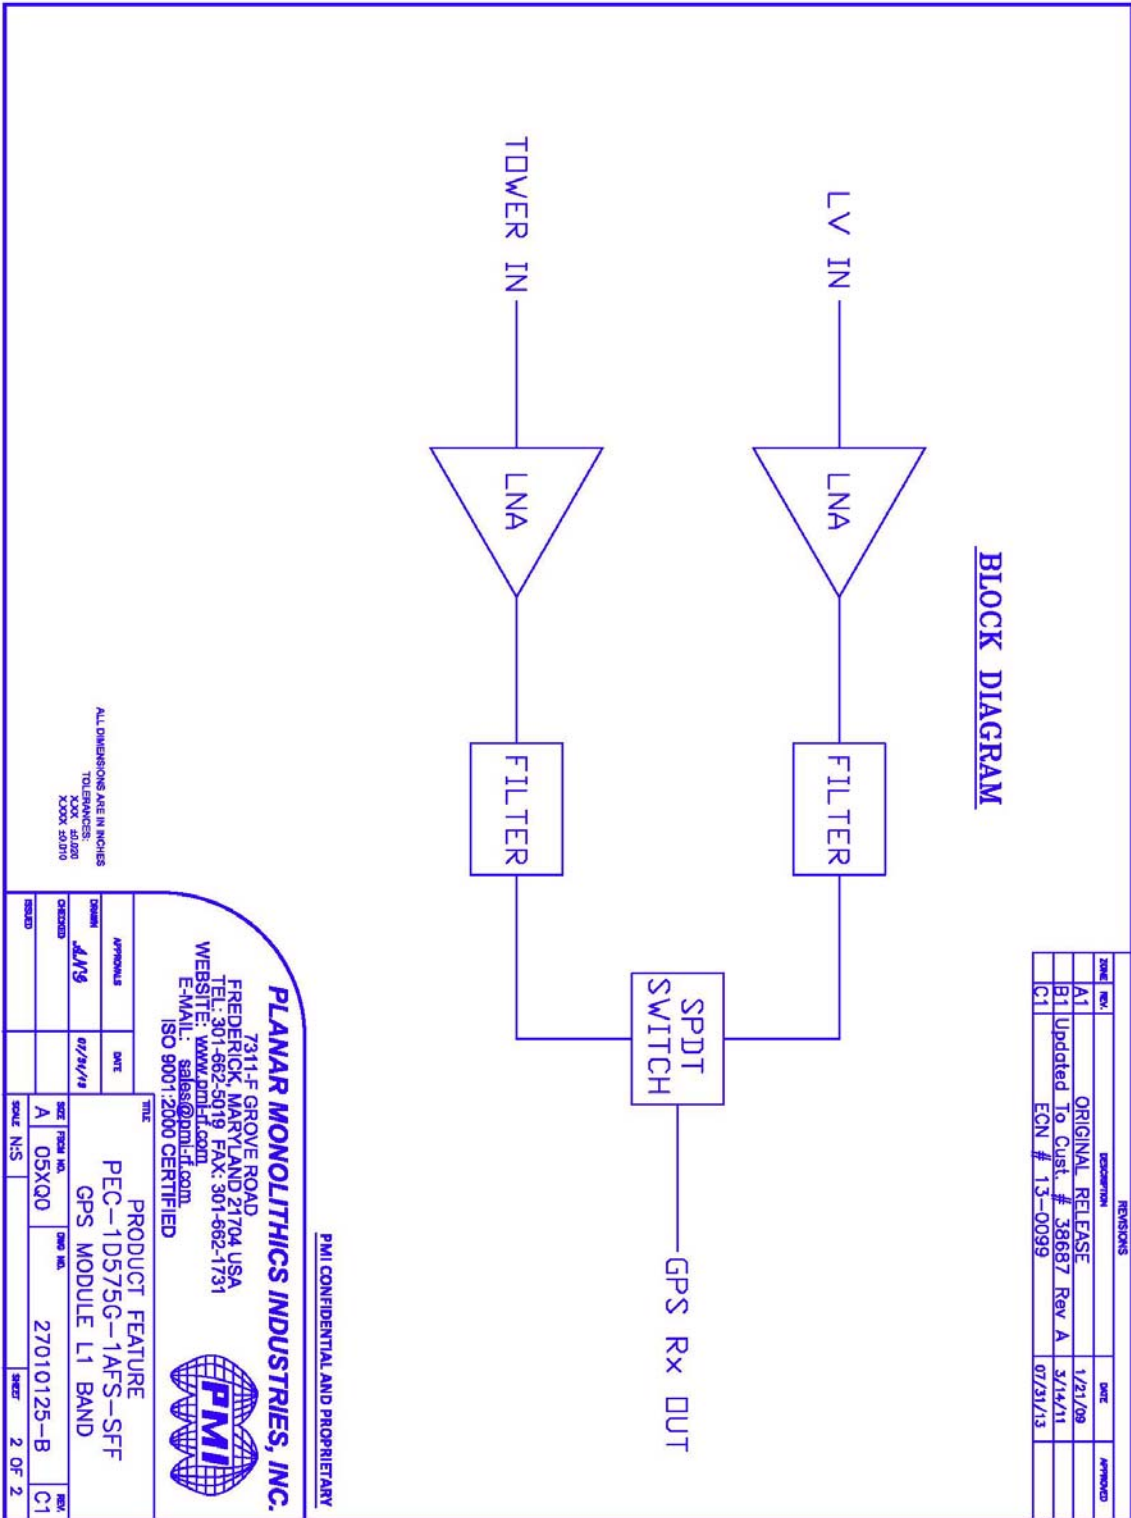 REVISIONS
ZONE REV. DESCRIPTION DATE APPROVED
A1 ORIGINAL RELEASE 1/21/09
B1 Updated To Cust. # 38687 Rev A 3/14/11
C1 ECN # 13-0099 07/31/13
BLOCK DIAGRAM
LV IN
LNA
FILTER
SPDT
SWITCH
GPS Rx OUT
TOWER IN
LNA
FILTER
PMI CONFIDENTIAL AND PROPRIETARY
PLANAR MONOLITHICS INDUSTRIES, INC.
7311-F GROVE ROAD
FREDERICK, MARYLAND 21704 USA
TEL: 301-662-5019 FAX: 301-662-1731
WEBSITE: www.pmi-rf.com
E-MAIL: sales@pmi-rf.com
ISO 9001:2000 CERTIFIED
PMI
ALL DIMENSIONS ARE IN INCHES
TOLERANCES:
X.XX ±0.020
X.XXX ±0.010
APPROVALS DATE
DRAWN 07/31/13
CHECKED
ISSUED
TITLE
PRODUCT FEATURE
PEC-1D575G-1AFS-SFF
GPS MODULE L1 BAND
SIZE A
FSCM NO. 05XQ0
DWG NO. 27010125-B
REV. C1
SCALE N:S
SHEET 2 OF 2